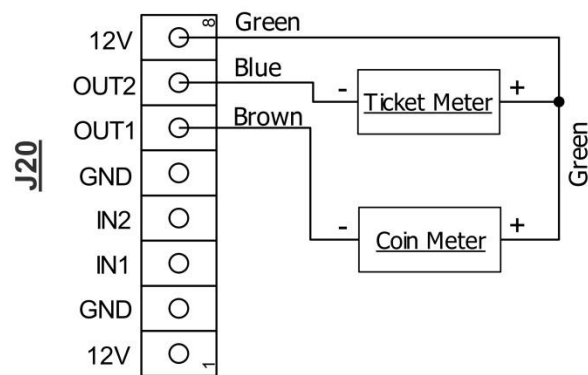 J20
8
12V
OUT2
OUT1
GND
IN2
IN1
GND
12V
1
Green
Blue
Brown
- Ticket Meter +
- Coin Meter +
Green